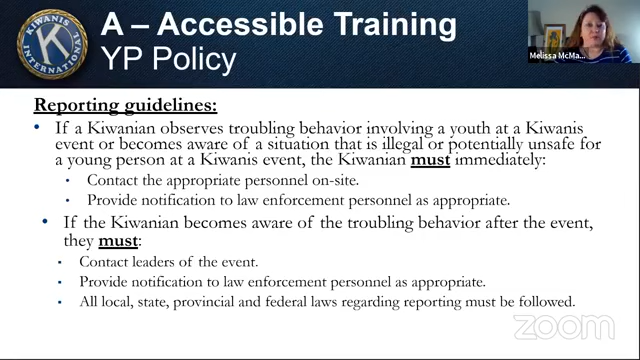 A – Accessible Training
YP Policy
KIWANIS
K
INTERNATIONAL
Melissa McMa...
Reporting guidelines:
• If a Kiwanian observes troubling behavior involving a youth at a Kiwanis
event or becomes aware of a situation that is illegal or potentially unsafe for
a young person at a Kiwanis event, the Kiwanian must immediately:
• Contact the appropriate personnel on-site.
• Provide notification to law enforcement personnel as appropriate.
• If the Kiwanian becomes aware of the troubling behavior after the event,
they must:
• Contact leaders of the event.
• Provide notification to law enforcement personnel as appropriate.
• All local, state, provincial and federal laws regarding reporting must be followed.
zoom